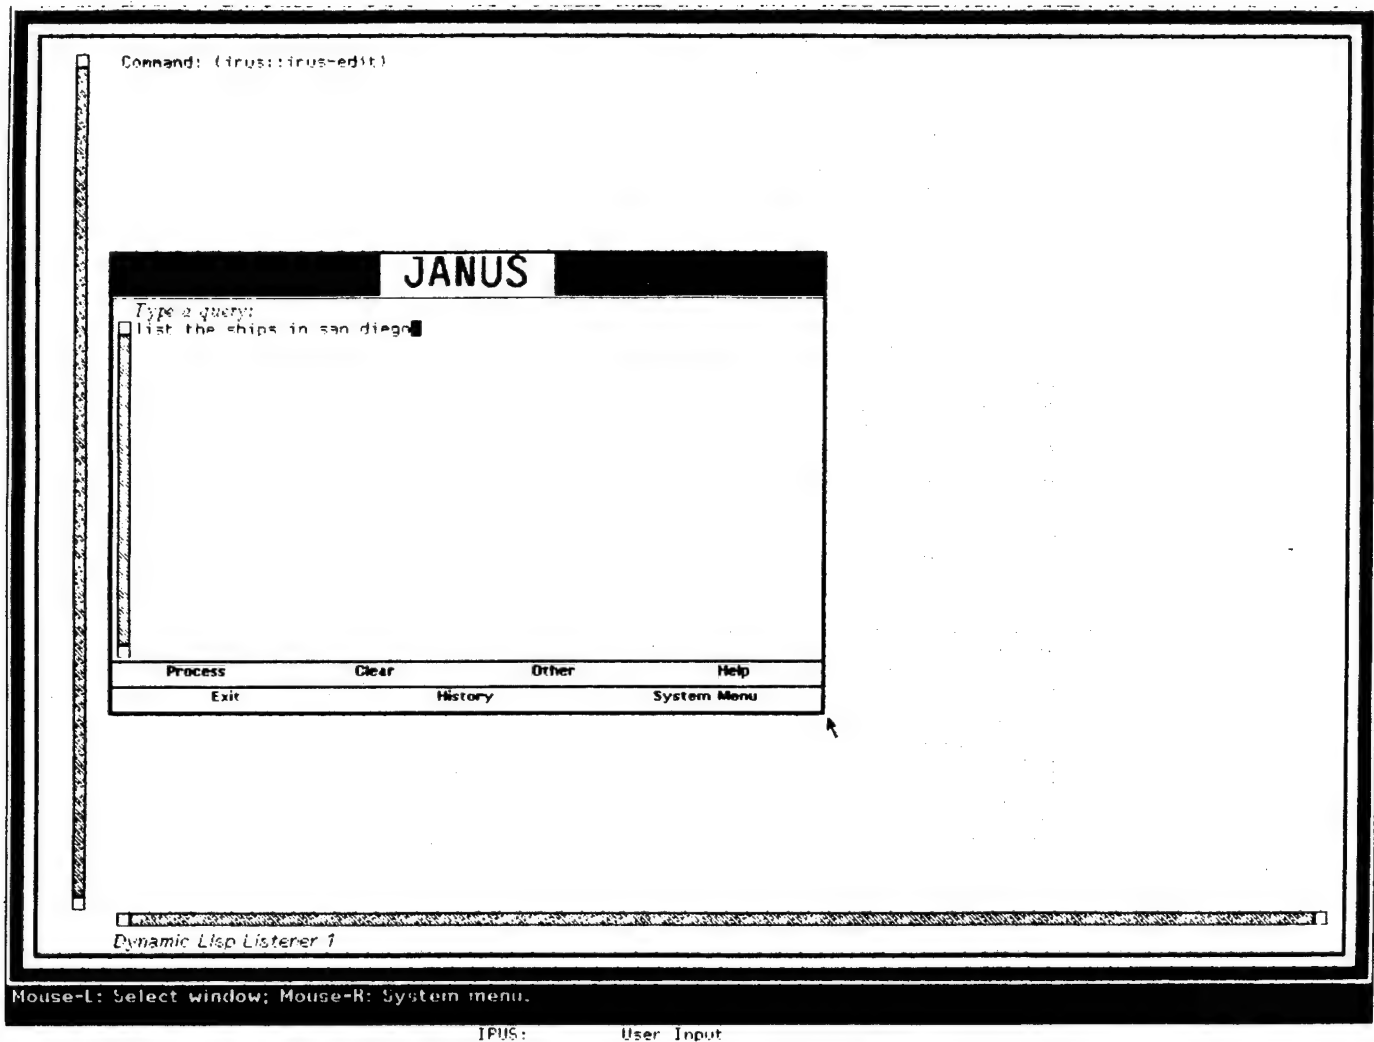 Command: (irus::irus-edit)
JANUS
Type a query:
list the ships in san diego
Process Clear Other Help
Exit History System Menu
Dynamic Lisp Listener 1
Mouse-L: Select window; Mouse-R: System menu.
IRUS: User Input